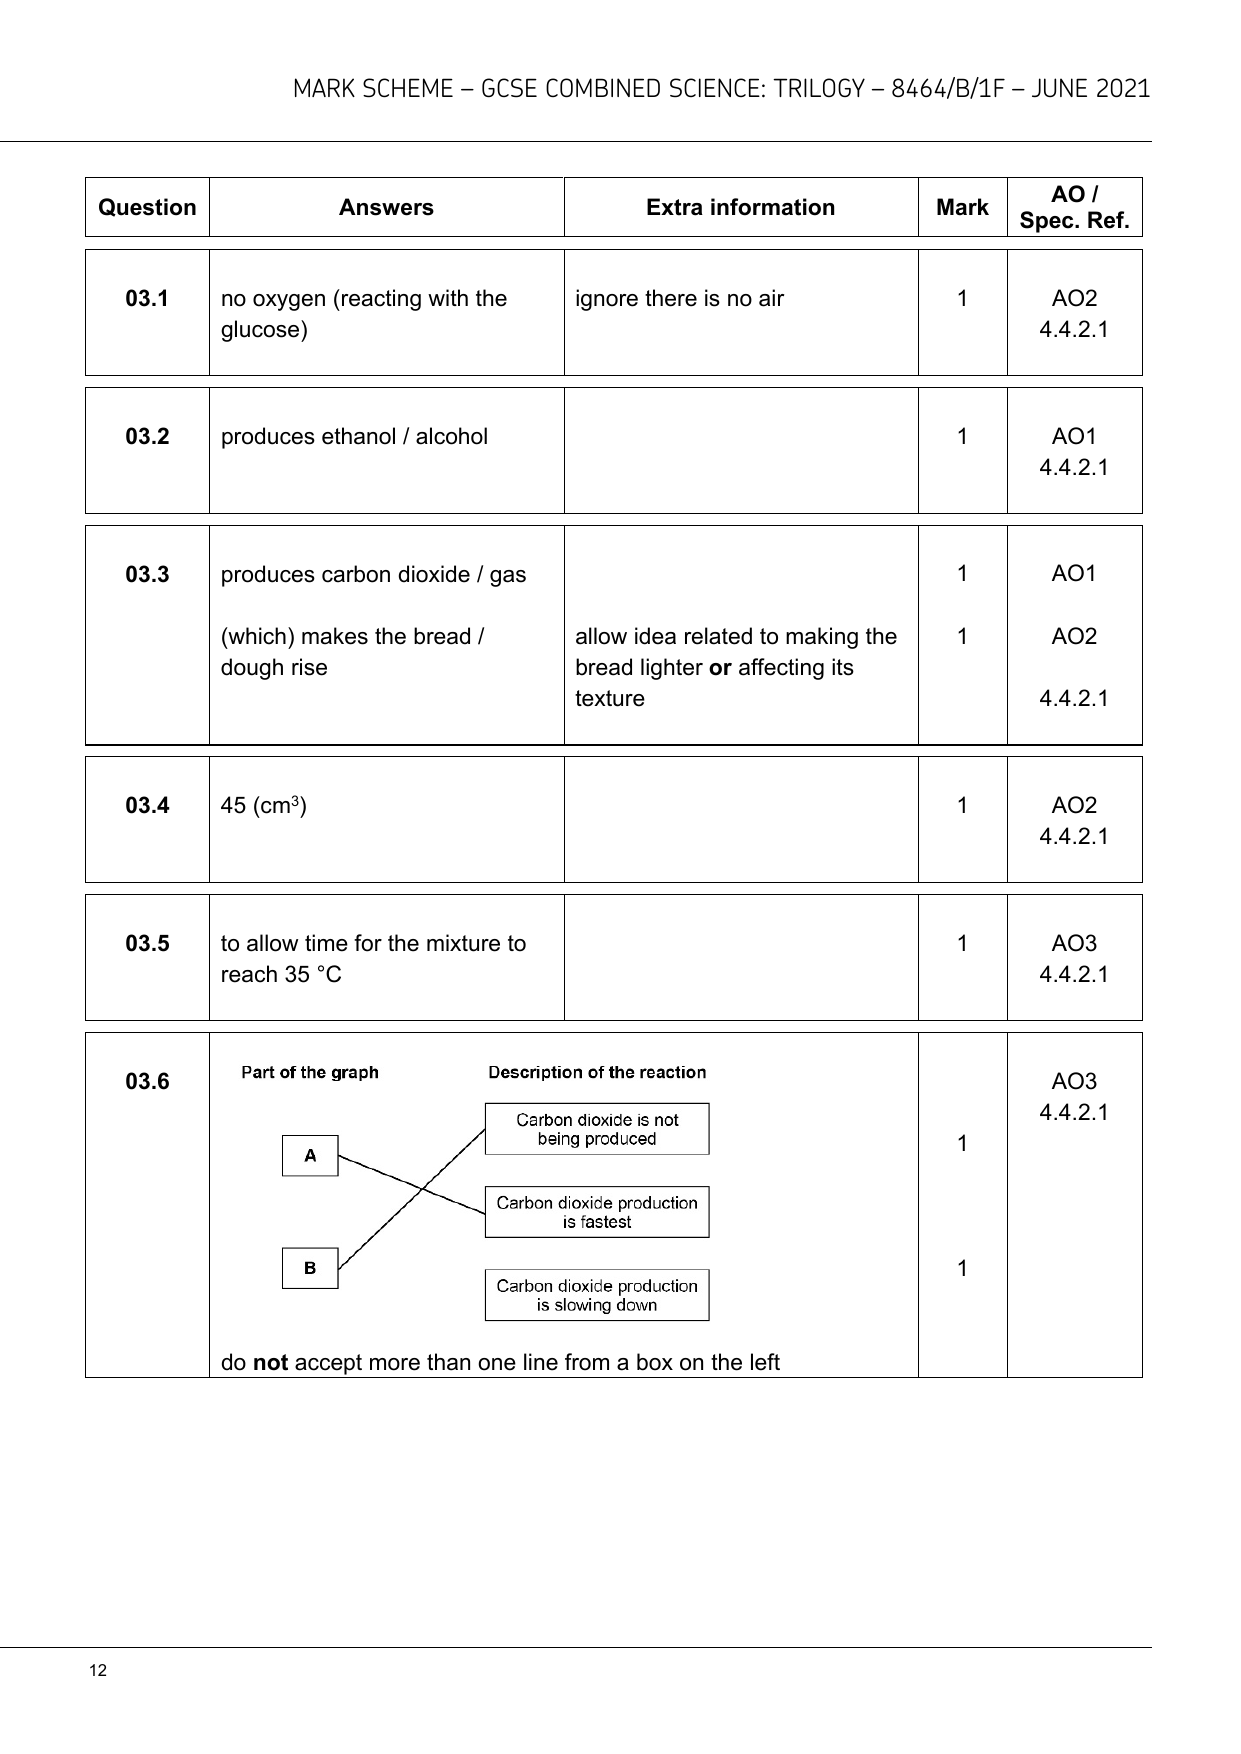 MARK SCHEME – GCSE COMBINED SCIENCE: TRILOGY – 8464/B/1F – JUNE 2021
Question Answers Extra information Mark AO /
Spec. Ref.
03.1 no oxygen (reacting with the ignore there is no air 1 AO2
glucose) 4.4.2.1
03.2 produces ethanol / alcohol 1 AO1
4.4.2.1
03.3 produces carbon dioxide / gas 1 AO1
(which) makes the bread / allow idea related to making the 1 AO2
dough rise bread lighter or affecting its
texture 4.4.2.1
03.4 45 (cm³) 1 AO2
4.4.2.1
03.5 to allow time for the mixture to 1 AO3
reach 35 °C 4.4.2.1
03.6 Part of the graph Description of the reaction AO3
4.4.2.1
Carbon dioxide is not
being produced 1
A
Carbon dioxide production
is fastest
B 1
Carbon dioxide production
is slowing down
do not accept more than one line from a box on the left
12